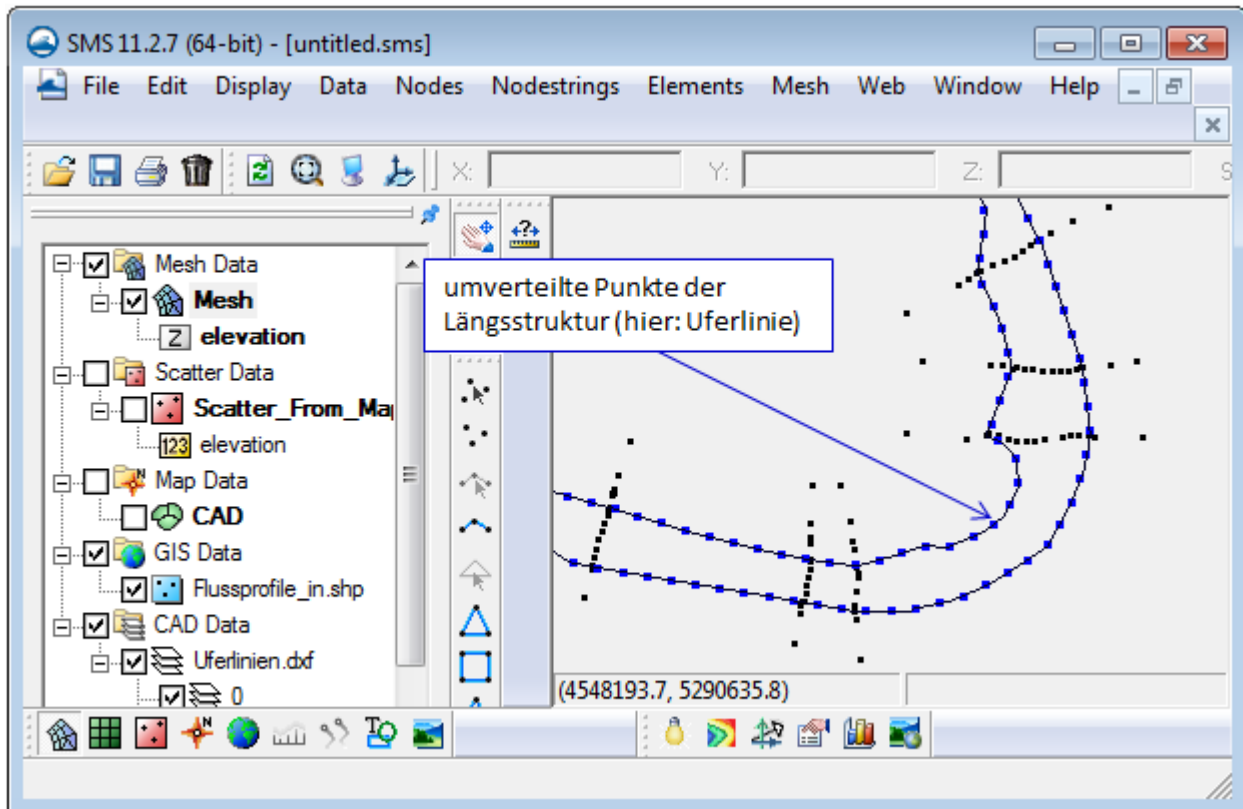 SMS 11.2.7 (64-bit) - [untitled.sms]
File Edit Display Data Nodes Nodestrings Elements Mesh Web Window Help
X: Y: Z: S
Mesh Data
Mesh
Z elevation
Scatter Data
Scatter_From_Ma
123 elevation
Map Data
CAD
GIS Data
Flussprofile_in.shp
CAD Data
Uferlinien.dxf
0
umverteilte Punkte der
Längsstruktur (hier: Uferlinie)
(4548193.7, 5290635.8)